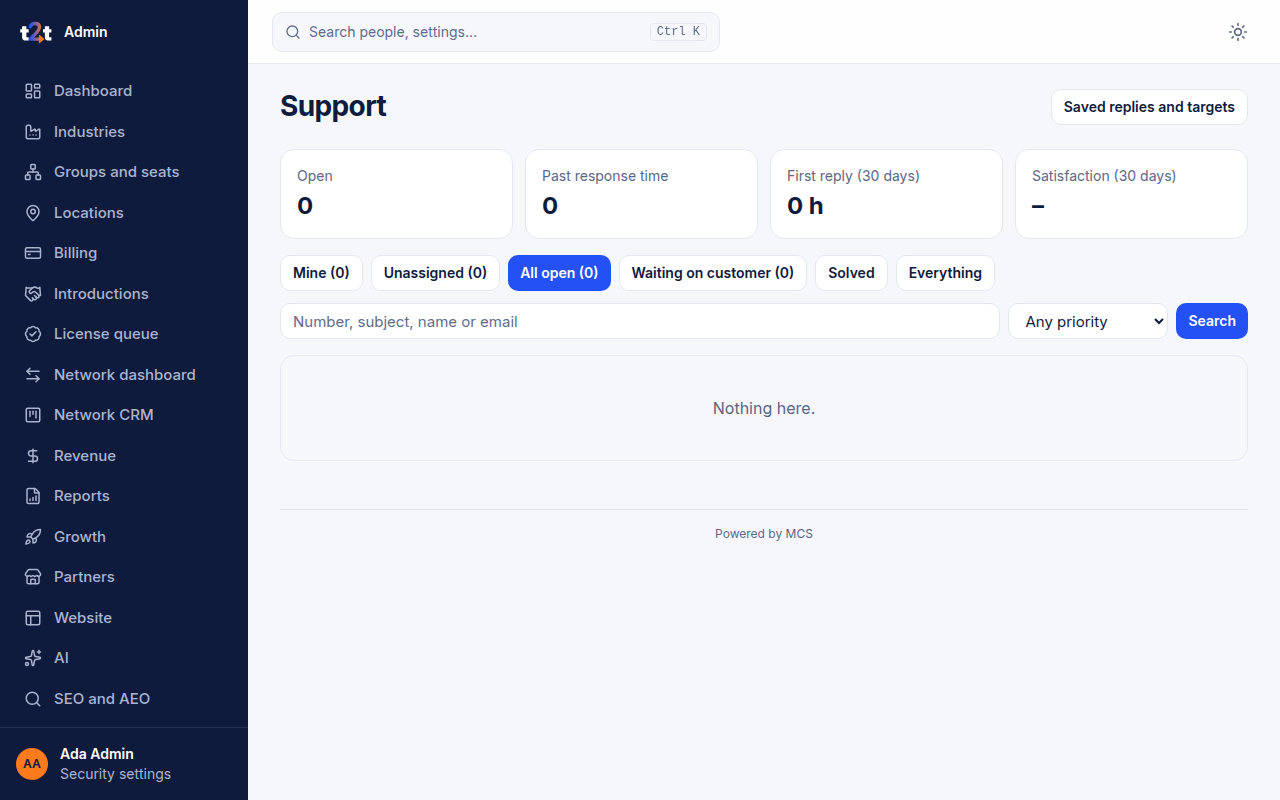 t2t Admin
Search people, settings... Ctrl K
Dashboard
Industries
Groups and seats
Locations
Billing
Introductions
License queue
Network dashboard
Network CRM
Revenue
Reports
Growth
Partners
Website
AI
SEO and AEO
AA Ada Admin
Security settings
Support
Saved replies and targets
Open
0
Past response time
0
First reply (30 days)
0 h
Satisfaction (30 days)
–
Mine (0) Unassigned (0) All open (0) Waiting on customer (0) Solved Everything
Number, subject, name or email Any priority Search
Nothing here.
Powered by MCS